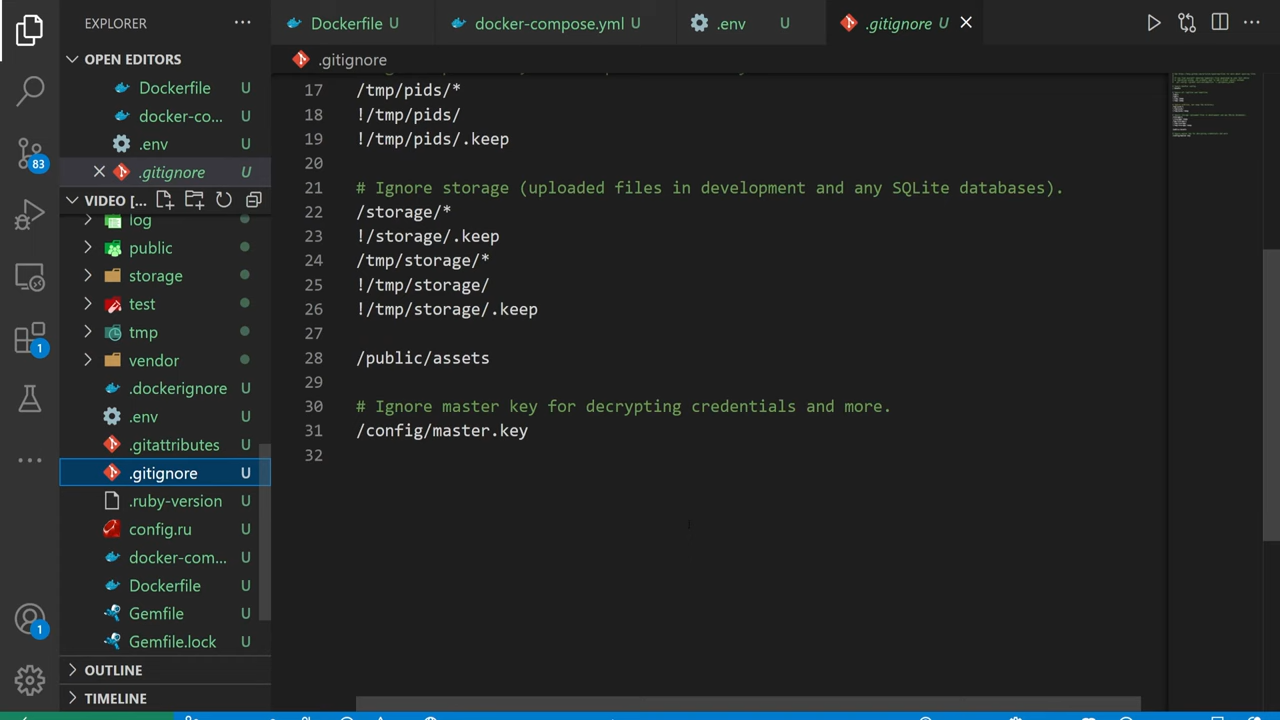 EXPLORER
Dockerfile U
docker-compose.yml U
.env U
.gitignore U
OPEN EDITORS
.gitignore
Dockerfile U
docker-co... U
.env U
.gitignore U
VIDEO [...
log
public
storage
test
tmp
vendor
.dockerignore U
.env U
.gitattributes U
.gitignore U
.ruby-version U
config.ru U
docker-com... U
Dockerfile U
Gemfile U
Gemfile.lock U
OUTLINE
TIMELINE
83
1
1
17 /tmp/pids/*
18 !/tmp/pids/
19 !/tmp/pids/.keep
20
21 # Ignore storage (uploaded files in development and any SQLite databases).
22 /storage/*
23 !/storage/.keep
24 /tmp/storage/*
25 !/tmp/storage/
26 !/tmp/storage/.keep
27
28 /public/assets
29
30 # Ignore master key for decrypting credentials and more.
31 /config/master.key
32